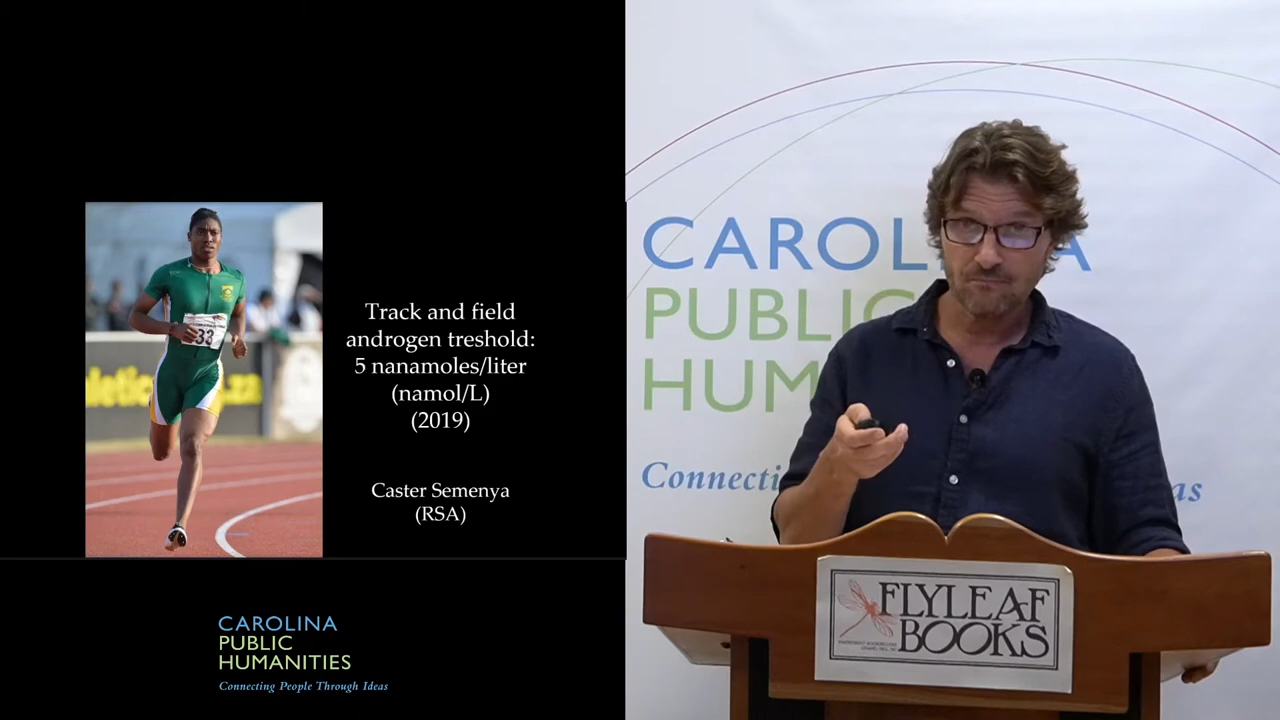 33
Track and field
androgen treshold:
5 nanamoles/liter
(namol/L)
(2019)
Caster Semenya
(RSA)
CAROLINA
PUBLIC
HUMANITIES
Connecting People Through Ideas
CAROL A
PUBLIC
HUM
Connecti as
FLYLEAF
BOOKS